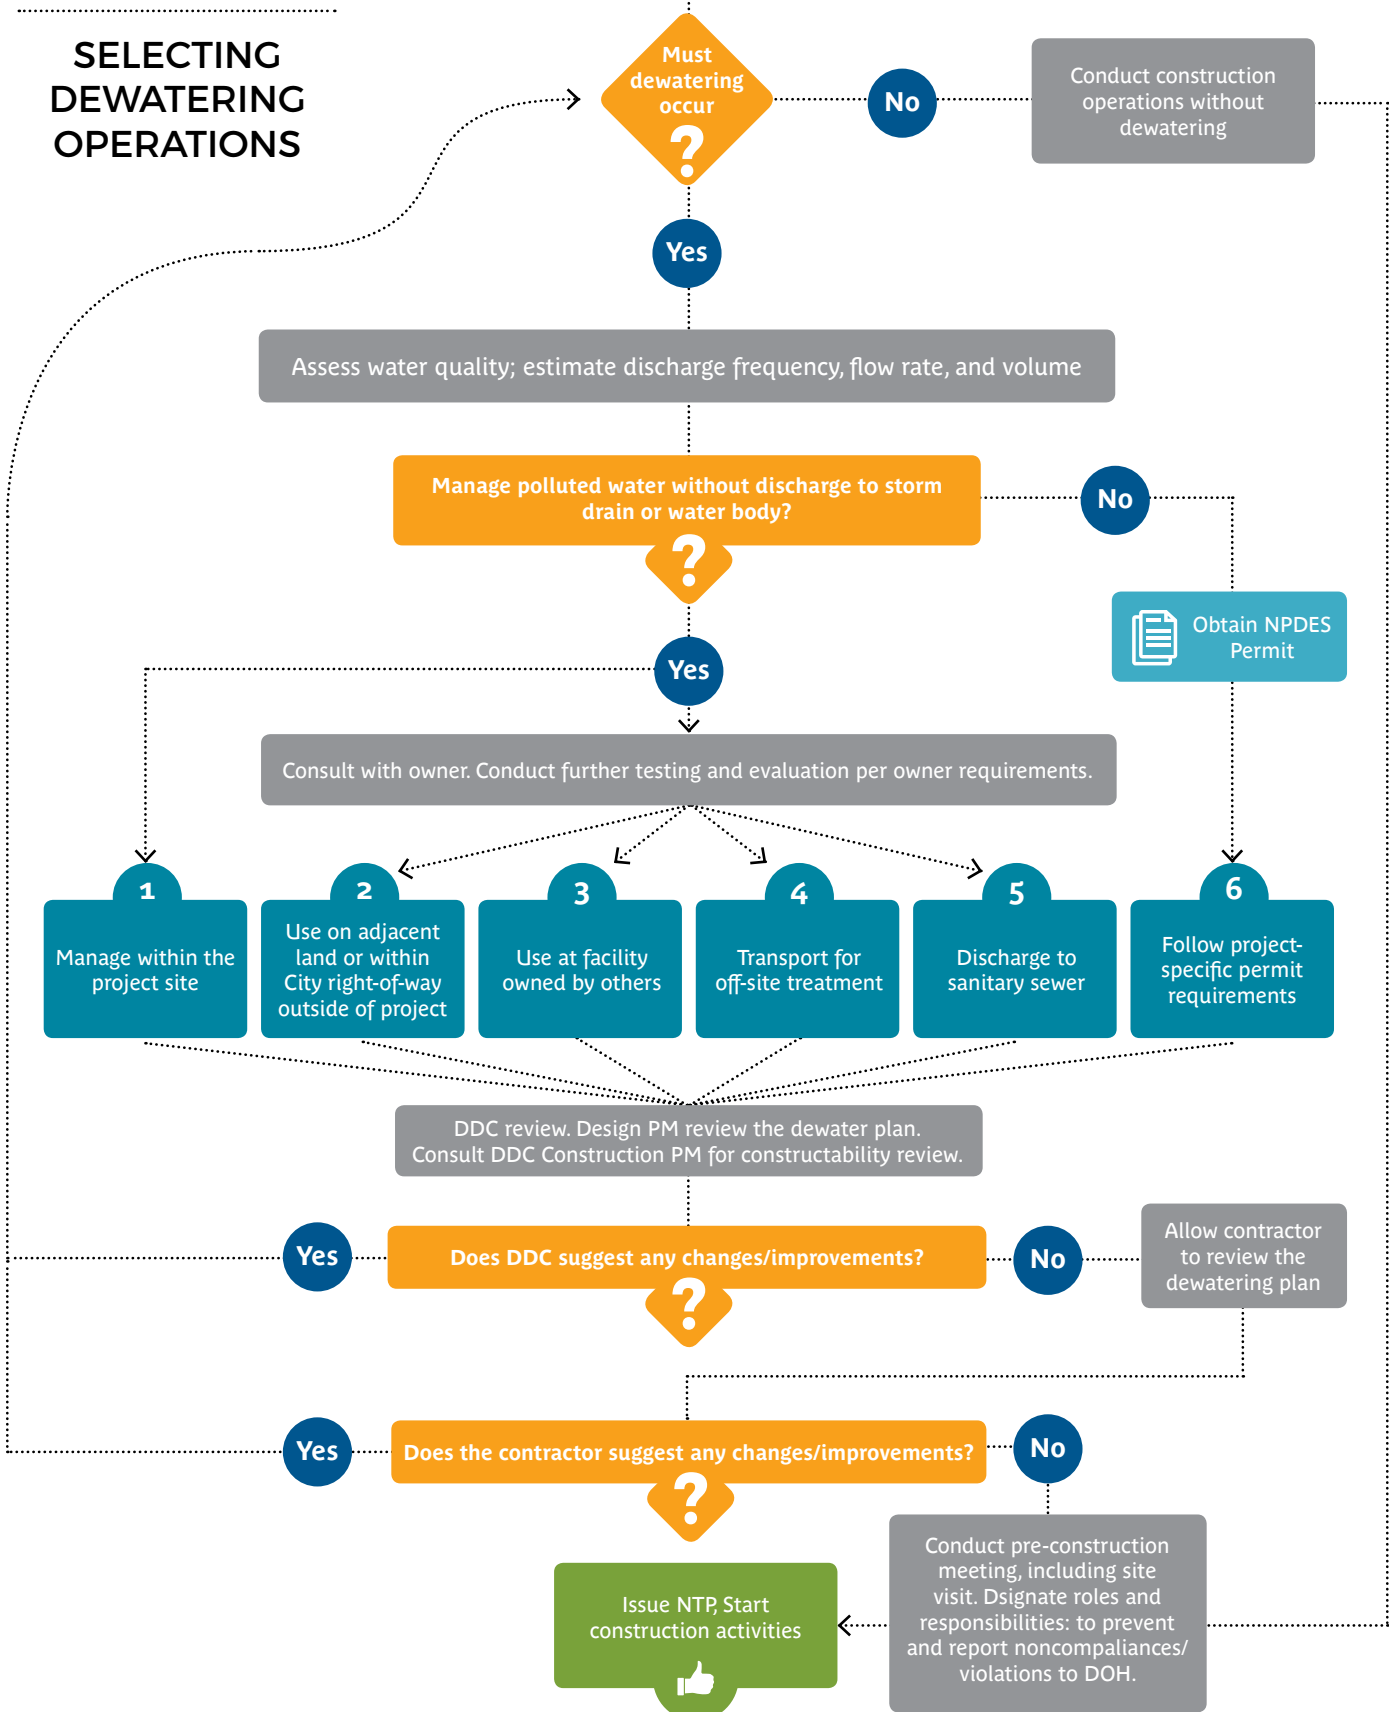 SELECTING
DEWATERING
OPERATIONS
Must
dewatering
occur
?
No
Conduct construction
operations without
dewatering
Yes
Assess water quality; estimate discharge frequency, flow rate, and volume
Manage polluted water without discharge to storm
drain or water body?
?
No
Obtain NPDES
Permit
Yes
Consult with owner. Conduct further testing and evaluation per owner requirements.
1
Manage within the
project site
2
Use on adjacent
land or within
City right-of-way
outside of project
3
Use at facility
owned by others
4
Transport for
off-site treatment
5
Discharge to
sanitary sewer
6
Follow project-
specific permit
requirements
DDC review. Design PM review the dewater plan.
Consult DDC Construction PM for constructability review.
Yes
Does DDC suggest any changes/improvements?
?
No
Allow contractor
to review the
dewatering plan
Yes
Does the contractor suggest any changes/improvements?
?
No
Conduct pre-construction
meeting, including site
visit. Dsignate roles and
responsibilities: to prevent
and report noncompaliances/
violations to DOH.
Issue NTP, Start
construction activities